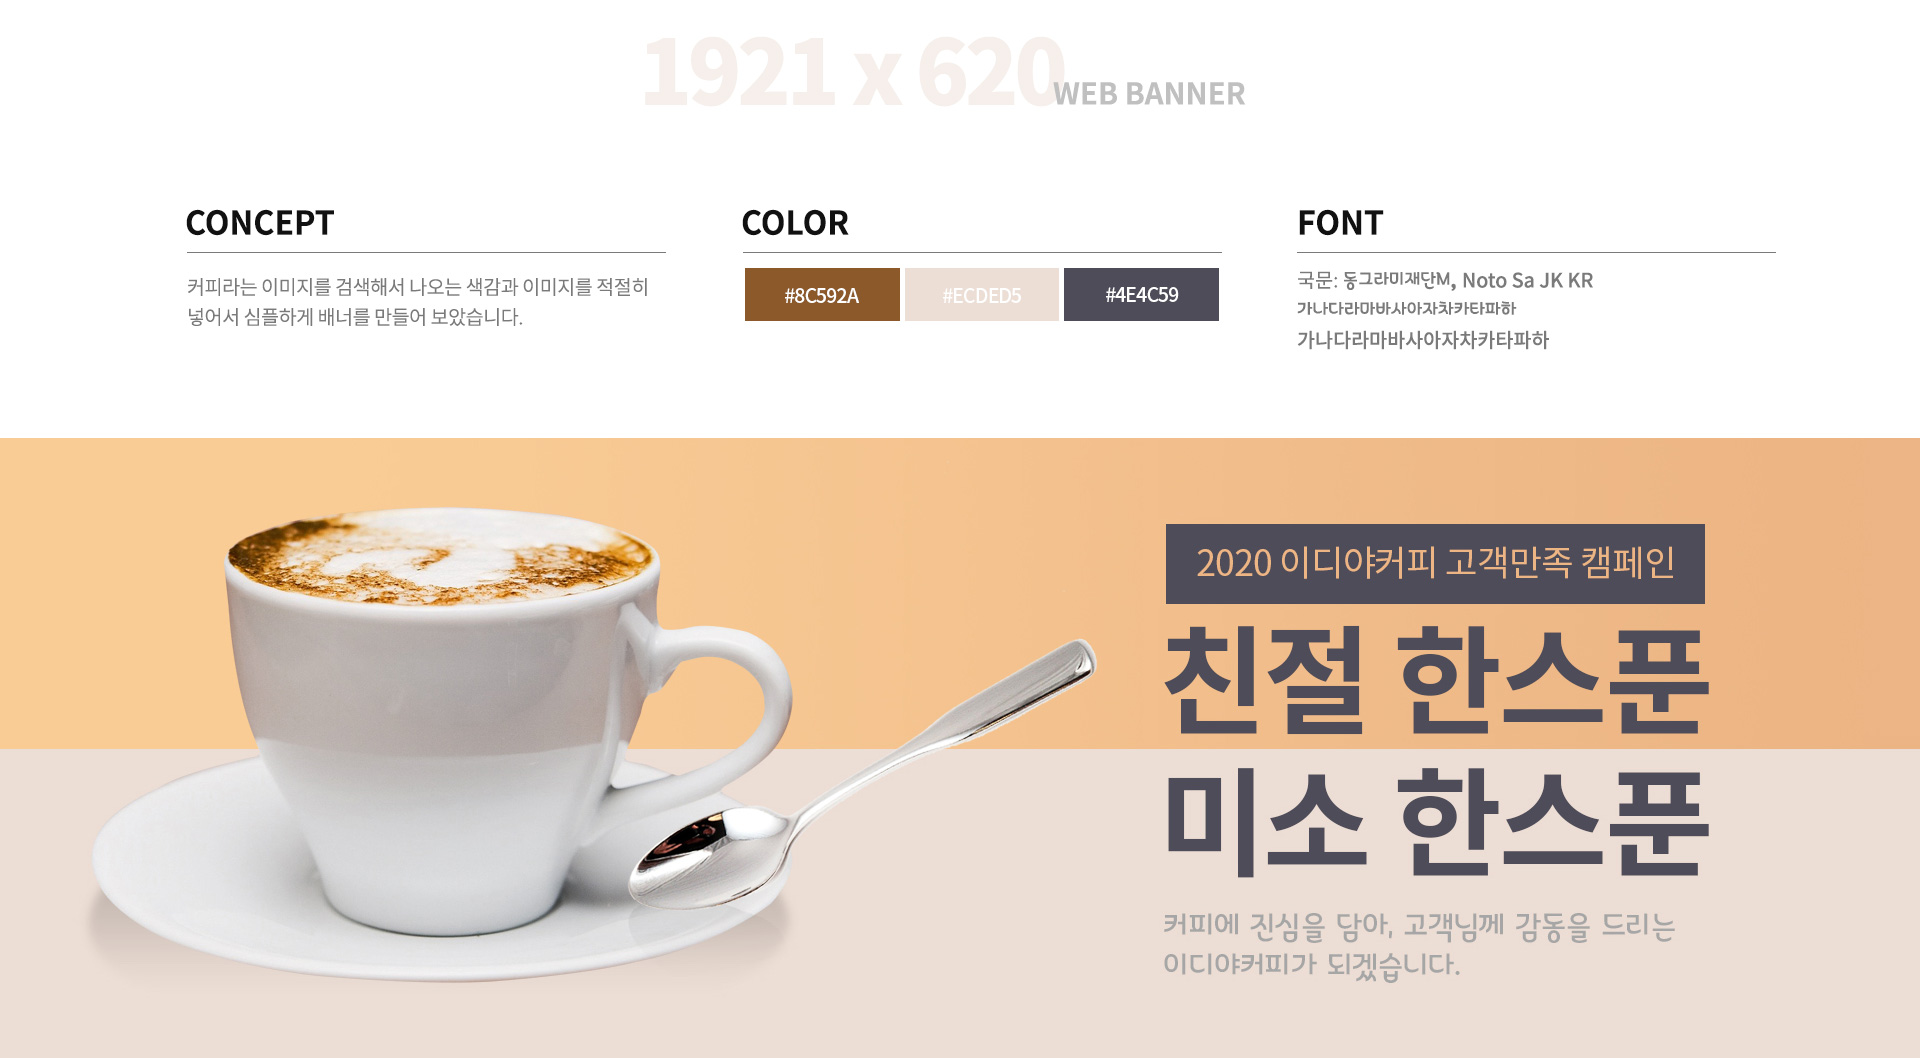 1921 x 620 WEB BANNER
CONCEPT
커피라는 이미지를 검색해서 나오는 색감과 이미지를 적절히
넣어서 심플하게 배너를 만들어 보았습니다.
COLOR
#8C592A
#ECDED5
#4E4C59
FONT
국문: 동그라미재단M, Noto Sa JK KR
가나다라마바사아자차카타파하
가나다라마바사아자차카타파하
2020 이디야커피 고객만족 캠페인
친절 한스푼
미소 한스푼
커피에 진심을 담아, 고객님께 감동을 드리는
이디야커피가 되겠습니다.